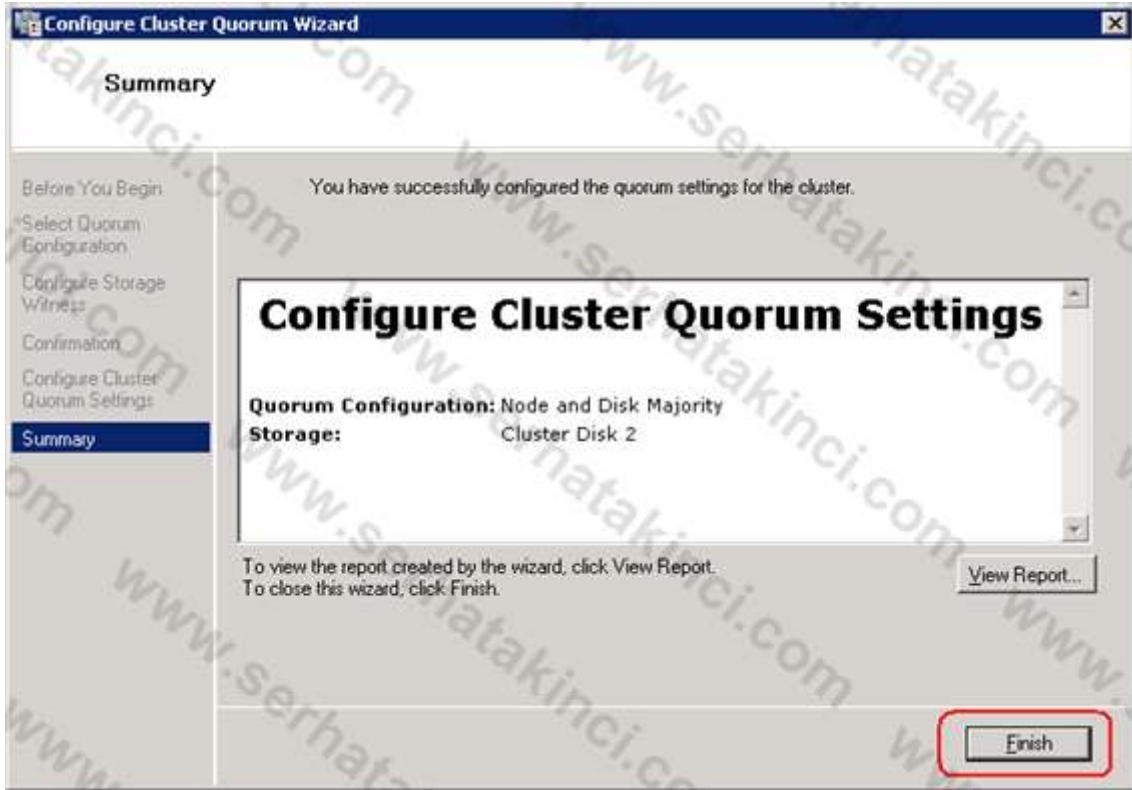 Configure Cluster Quorum Wizard
Summary
Before You Begin
Select Quorum
Configuration
Configure Storage
Witness
Confirmation
Configure Cluster
Quorum Settings
Summary
You have successfully configured the quorum settings for the cluster.
Configure Cluster Quorum Settings
Quorum Configuration: Node and Disk Majority
Storage: Cluster Disk 2
To view the report created by the wizard, click View Report.
To close this wizard, click Finish.
View Report...
Finish
www.serhatakinci.com